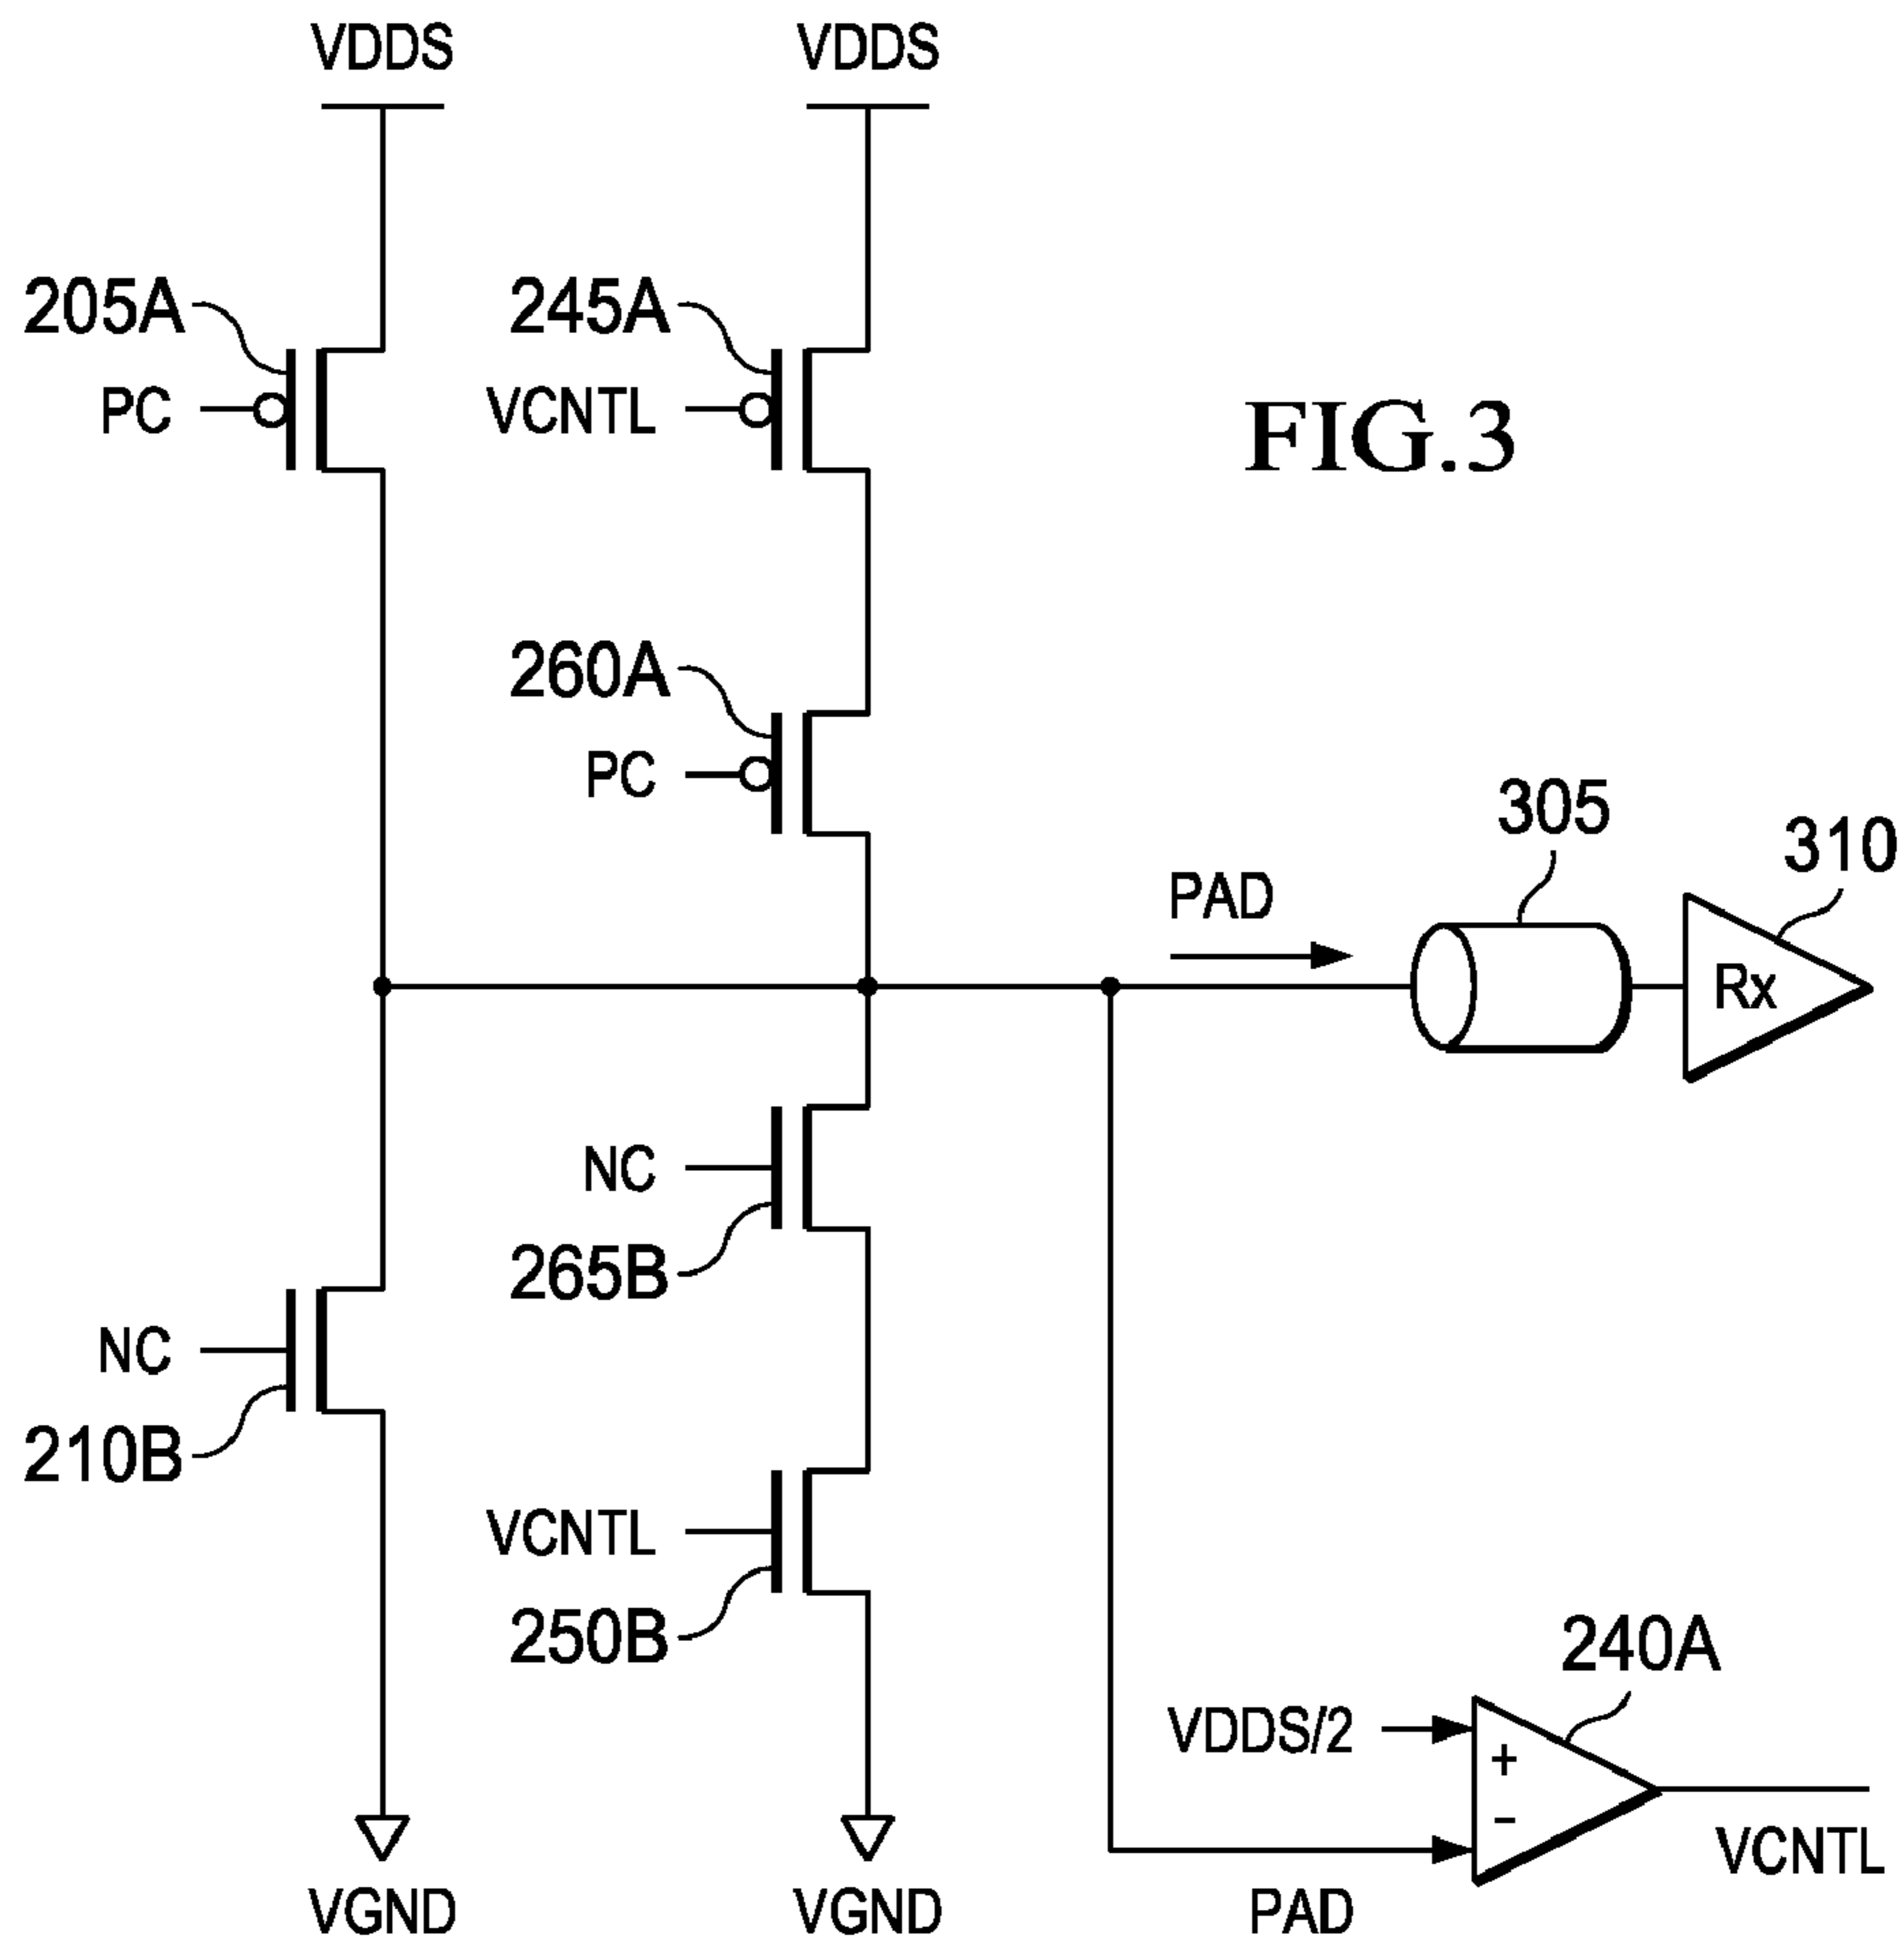 VDDS
VDDS
205A
245A
PC
VCNTL
FIG.3
260A
PC
305
310
PAD
Rx
NC
265B
NC
210B
VCNTL
250B
240A
VDDS/2
+
−
VCNTL
VGND
VGND
PAD